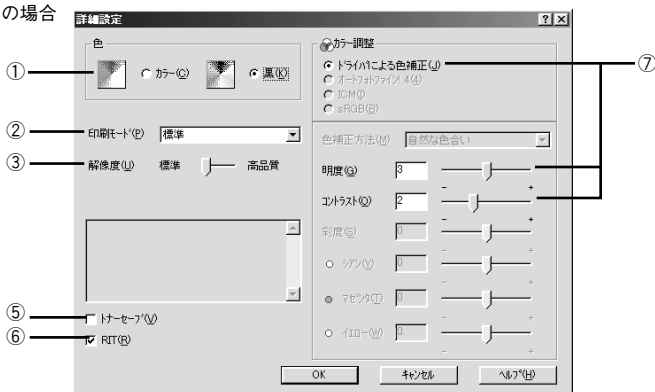 の場合
詳細設定
色
① カラー(C) 黒(K)
② 印刷モード(P) 標準
③ 解像度(U) 標準 高品質
⑤ トナーセーブ(V)
⑥ RIT(R)
カラー調整
ドライバによる色補正(J) ⑦
オートフォトファイン!4(4)
ICM(I)
sRGB(B)
色補正方法(M) 自然な色合い
明度(G) 3 - +
コントラスト(O) 2 - +
彩度(S) 0 - +
シアン(Y) 0 - +
マゼンタ(T) 0 - +
イエロー(W) 0 - +
OK キャンセル ヘルプ(H)